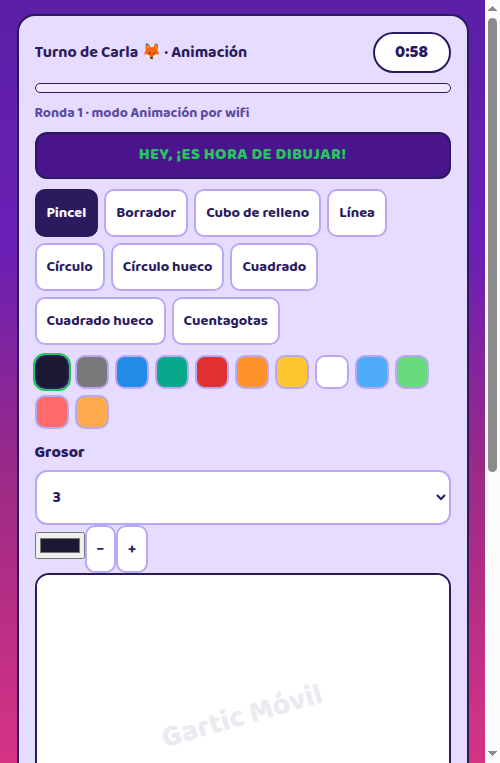 Turno de Carla 🦊 · Animación
0:58
Ronda 1 · modo Animación por wifi
HEY, ¡ES HORA DE DIBUJAR!
Pincel Borrador Cubo de relleno Línea
Círculo Círculo hueco Cuadrado
Cuadrado hueco Cuentagotas
Grosor
3
- +
Gartic Móvil